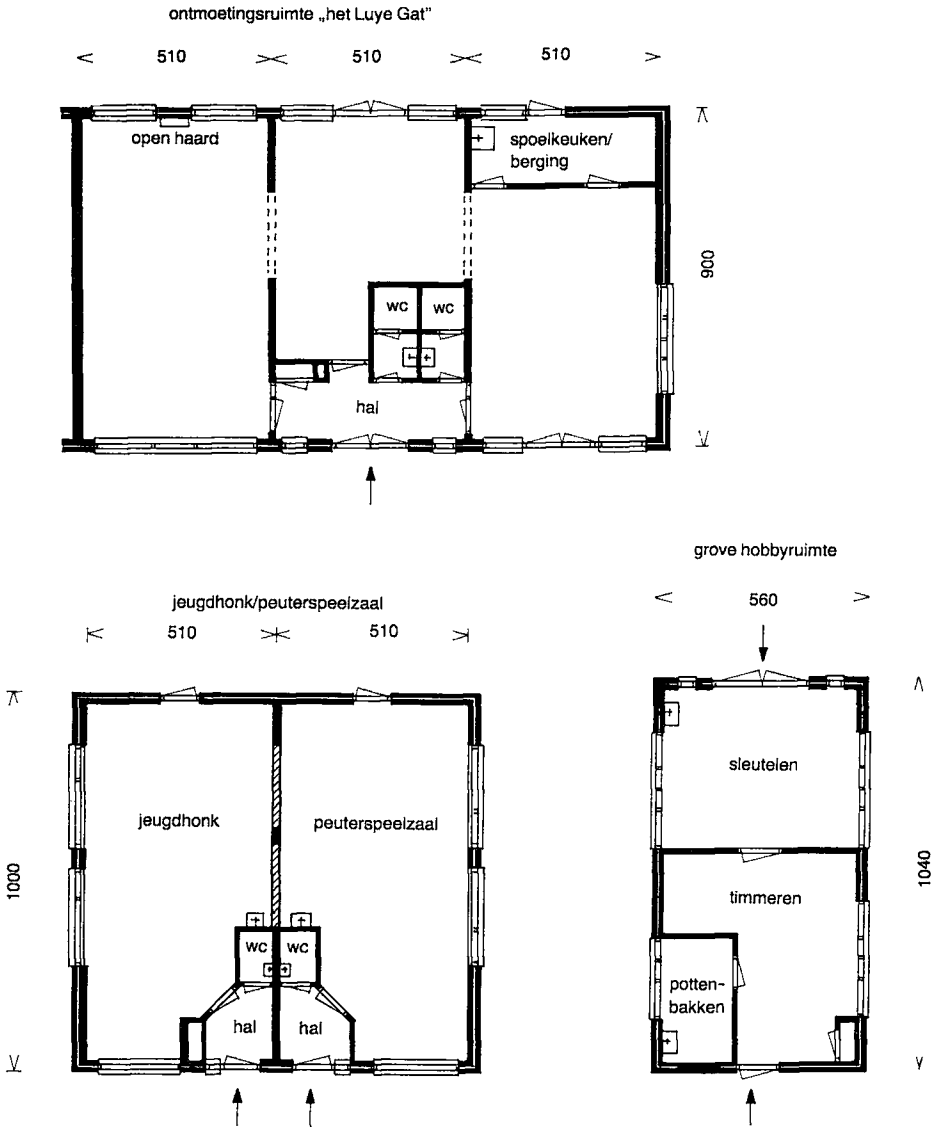 ontmoetingsruimte „het Luye Gat”
510 510 510
open haard
spoelkeuken/
berging
900
wc wc
hal
grove hobbyruimte
560
jeugdhonk/peuterspeelzaal
510 510
sleutelen
jeugdhonk
peuterspeelzaal
1000
1040
timmeren
wc wc
potten-
bakken
hal hal